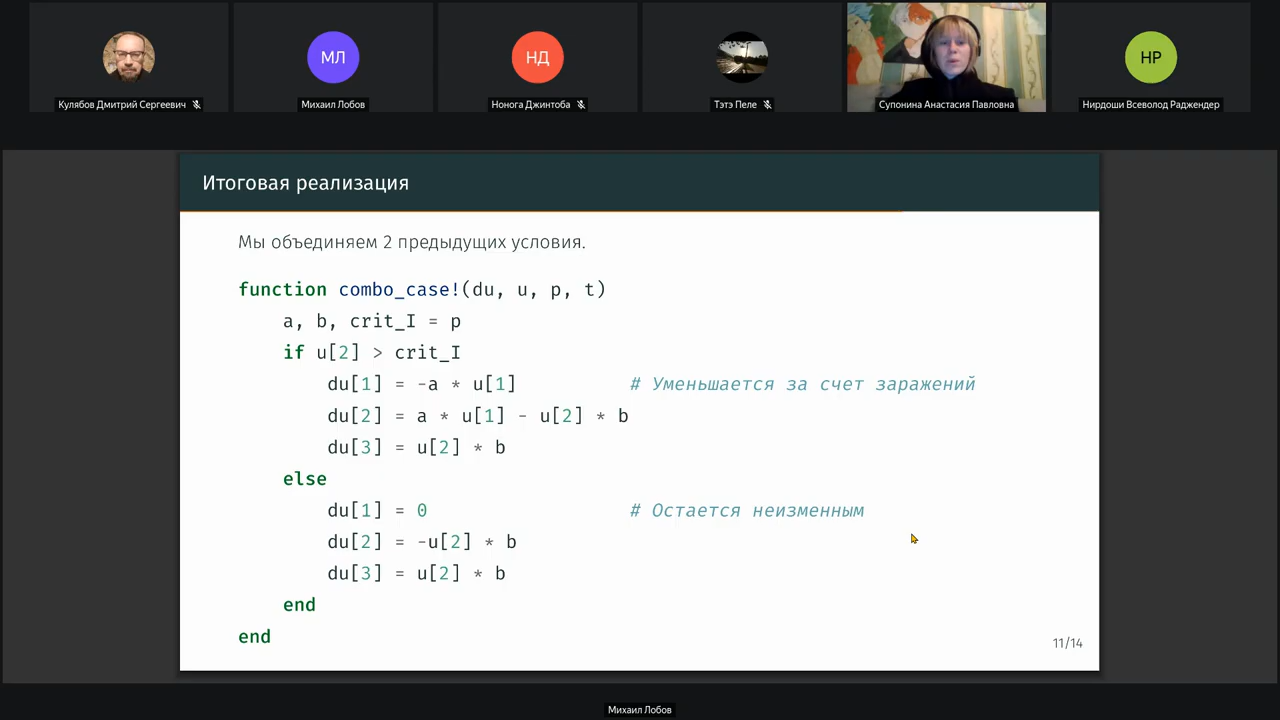 МЛ
НД
НР
Кулябов Дмитрий Сергеевич
Михаил Лобов
Нонога Джинтоба
Тэтэ Пеле
Супонина Анастасия Павловна
Нирдоши Всеволод Раджендер
Итоговая реализация
Мы объединяем 2 предыдущих условия.
function combo_case!(du, u, p, t)
    a, b, crit_I = p
    if u[2] > crit_I
        du[1] = -a * u[1]          # Уменьшается за счет заражений
        du[2] = a * u[1] - u[2] * b
        du[3] = u[2] * b
    else
        du[1] = 0                  # Остается неизменным
        du[2] = -u[2] * b
        du[3] = u[2] * b
    end
end
11/14
Михаил Лобов